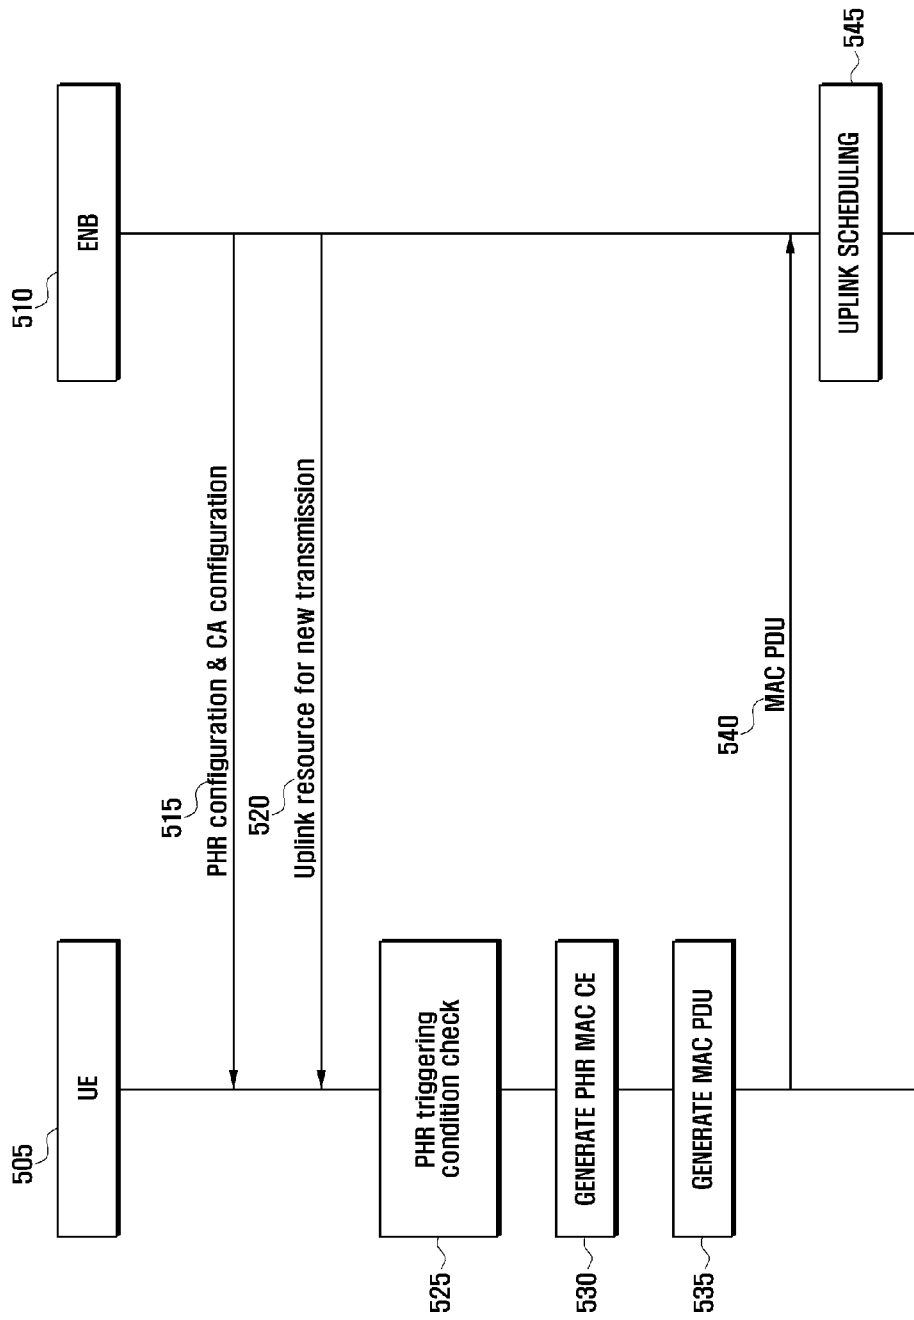 505
UE
510
ENB
515
PHR configuration & CA configuration
520
Uplink resource for new transmission
525
PHR triggering
condition check
530
GENERATE PHR MAC CE
535
GENERATE MAC PDU
540
MAC PDU
545
UPLINK SCHEDULING